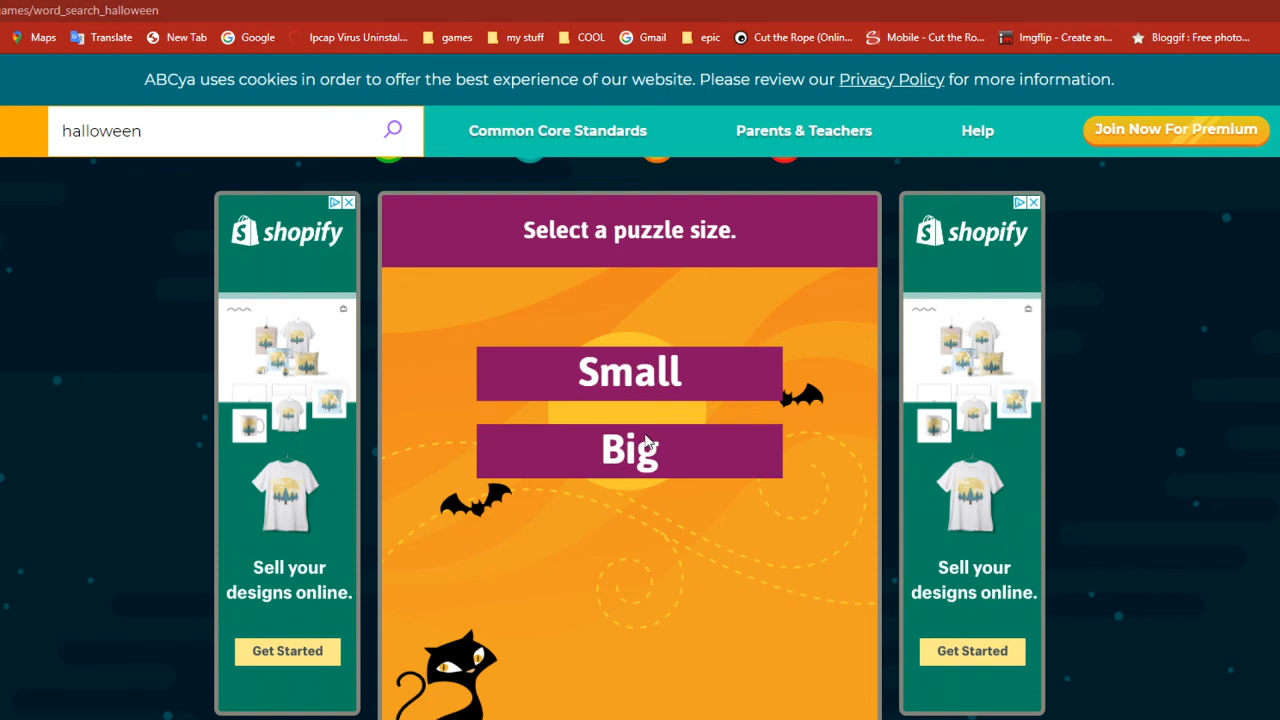 games/word_search_halloween
Maps Translate New Tab Google Ipcap Virus Uninstal... games my stuff COOL Gmail epic Cut the Rope (Onlin... Mobile - Cut the Ro... Imgflip - Create an... Bloggif : Free photo...
ABCya uses cookies in order to offer the best experience of our website. Please review our Privacy Policy for more information.
halloween Common Core Standards Parents & Teachers Help Join Now For Premium
shopify
Sell your
designs online.
Get Started
Select a puzzle size.
Small
Big
shopify
Sell your
designs online.
Get Started